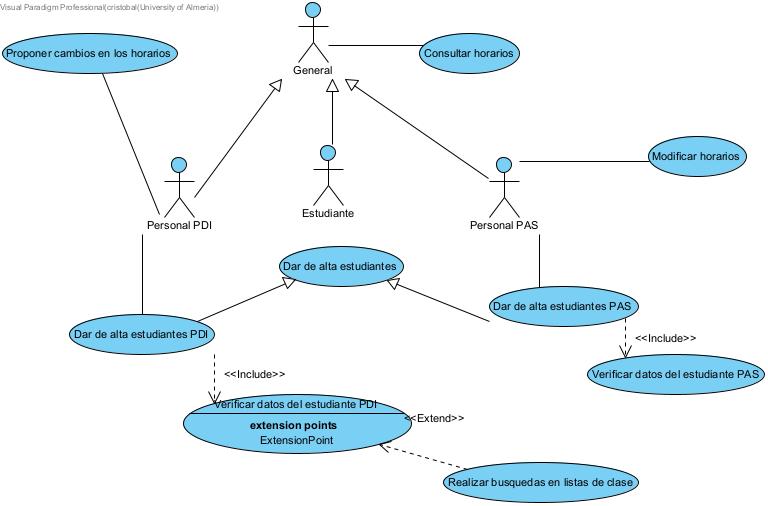 Visual Paradigm Professional(cristobal(University of Almeria))
Proponer cambios en los horarios
Consultar horarios
General
Modificar horarios
Personal PDI
Estudiante
Personal PAS
Dar de alta estudiantes
Dar de alta estudiantes PAS
Dar de alta estudiantes PDI
<<Include>>
<<Include>>
Verificar datos del estudiante PAS
Verificar datos del estudiante PDI
<<Extend>>
extension points
ExtensionPoint
Realizar busquedas en listas de clase